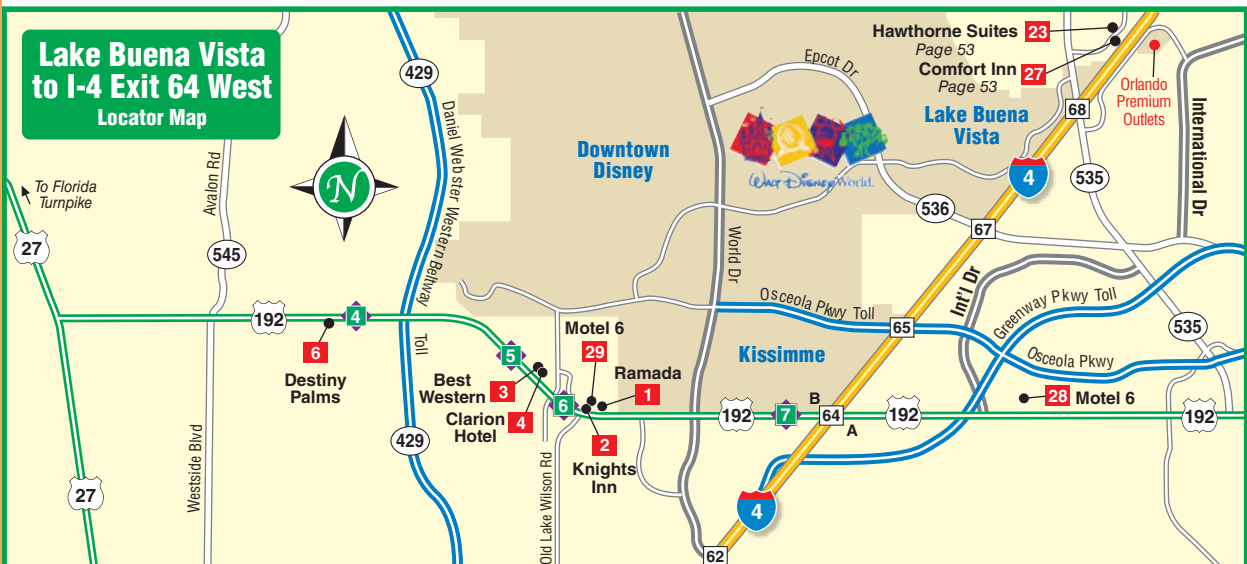 Lake Buena Vista
to I-4 Exit 64 West
Locator Map
To Florida
Turnpike
27
27
Avalon Rd
545
Westside Blvd
192
4
6
Destiny
Palms
N
429
Daniel Webster Western Beltway
Toll
429
5
Best
Western
3
Clarion
Hotel
4
6
Motel 6
29
Ramada
1
2
Knights
Inn
Old Lake Wilson Rd
Downtown
Disney
Epcot Dr
Walt Disney World
World Dr
Osceola Pkwy Toll
Kissimme
192
7
B
64
A
4
62
65
67
536
Lake Buena
Vista
Hawthorne Suites
23
Page 53
Comfort Inn
27
Page 53
68
4
535
Orlando
Premium
Outlets
International Dr
Int'l Dr
Greenway Pkwy Toll
Osceola Pkwy
535
192
28
Motel 6
192